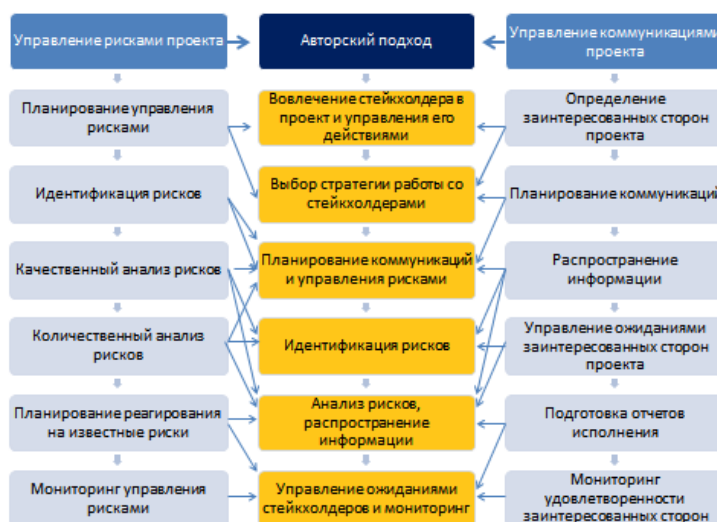 Управление рисками проекта
Авторский подход
Управление коммуникациями
проекта
Планирование управления
рисками
Вовлечение стейкхолдера в
проект и управления его
действиями
Определение
заинтересованных сторон
проекта
Идентификация рисков
Выбор стратегии работы со
стейкхолдерами
Планирование коммуникаций
Качественный анализ рисков
Планирование коммуникаций
и управления рисками
Распространение
информации
Количественный анализ
рисков
Идентификация рисков
Управление ожиданиями
заинтересованных сторон
проекта
Планирование реагирования
на известные риски
Анализ рисков,
распространение
информации
Подготовка отчетов
исполнения
Мониторинг управления
рисками
Управление ожиданиями
стейкхолдеров и мониторинг
Мониторинг
удовлетворенности
заинтересованных сторон